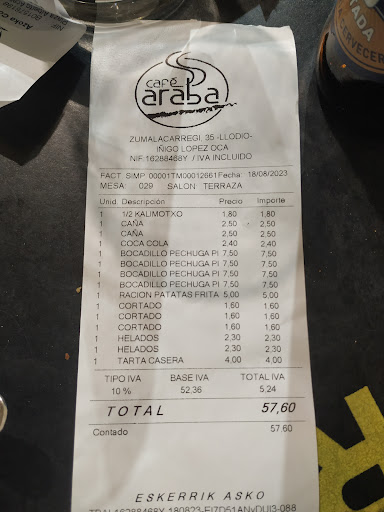 café
araba
ZUMALACARREGI, 35 -LLODIO-
IÑIGO LOPEZ OCA
NIF.16288468Y / IVA INCLUIDO
FACT. SIMP. 00001TM00012661 Fecha: 18/08/2023
MESA: 029 SALON TERRAZA
Unid. Descripción Precio Importe
1 1/2 KALIMOTXO 1,80 1,80
1 CAÑA 2,50 2,50
1 CAÑA 2,50 2,50
1 COCA COLA 2,40 2,40
1 BOCADILLO PECHUGA PI 7,50 7,50
1 BOCADILLO PECHUGA PI 7,50 7,50
1 BOCADILLO PECHUGA PI 7,50 7,50
1 BOCADILLO PECHUGA PI 7,50 7,50
1 RACION PATATAS FRITA 5,00 5,00
1 CORTADO 1,60 1,60
1 CORTADO 1,60 1,60
1 CORTADO 1,60 1,60
1 HELADOS 2,30 2,30
1 HELADOS 2,30 2,30
1 TARTA CASERA 4,00 4,00
TIPO IVA BASE IVA TOTAL IVA
10 % 52,36 5,24
TOTAL 57,60
Contado 57,60
ESKERRIK ASKO
TADA
CERVECER